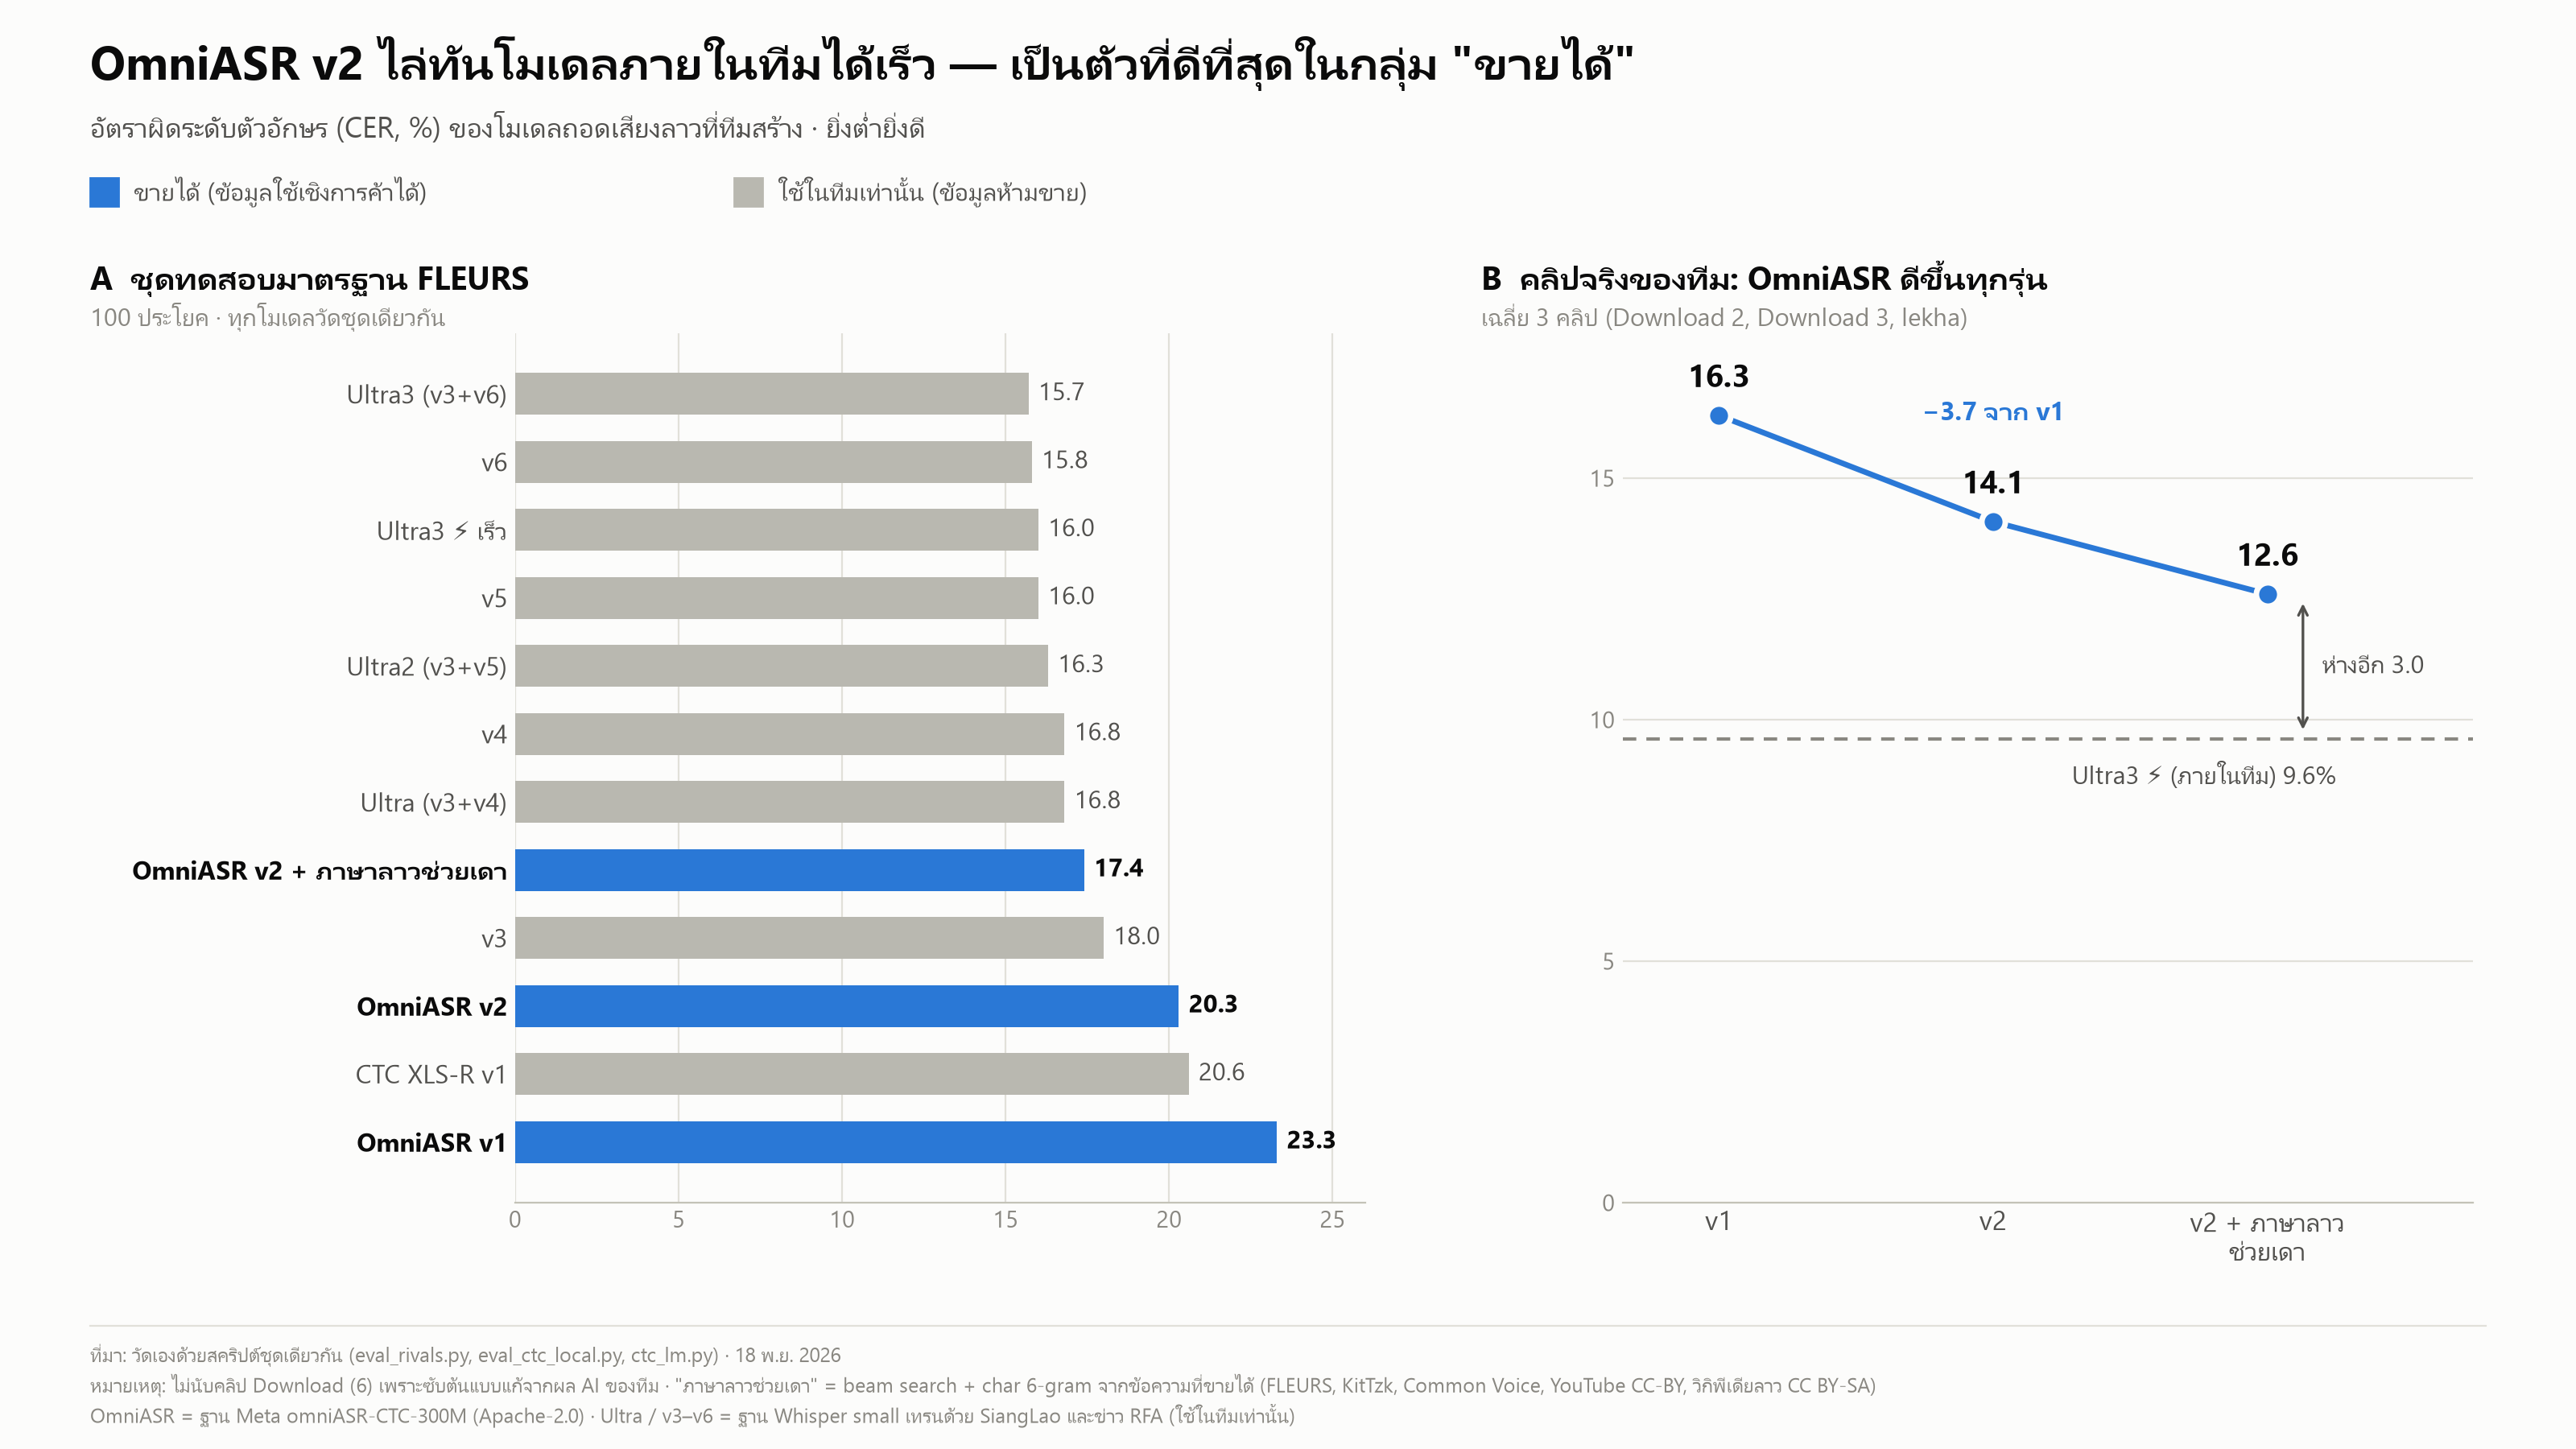 OmniASR v2 ไล่ทันโมเดลภายในทีมได้เร็ว — เป็นตัวที่ดีที่สุดในกลุ่ม "ขายได้"
อัตราผิดระดับตัวอักษร (CER, %) ของโมเดลถอดเสียงลาวที่ทีมสร้าง · ยิ่งต่ำยิ่งดี
ขายได้ (ข้อมูลใช้เชิงการค้าได้)
ใช้ในทีมเท่านั้น (ข้อมูลห้ามขาย)
A ชุดทดสอบมาตรฐาน FLEURS
100 ประโยค · ทุกโมเดลวัดชุดเดียวกัน
Ultra3 (v3+v6) 15.7
v6 15.8
Ultra3 ⚡ เร็ว 16.0
v5 16.0
Ultra2 (v3+v5) 16.3
v4 16.8
Ultra (v3+v4) 16.8
OmniASR v2 + ภาษาลาวช่วยเดา 17.4
v3 18.0
OmniASR v2 20.3
CTC XLS-R v1 20.6
OmniASR v1 23.3
0 5 10 15 20 25
B คลิปจริงของทีม: OmniASR ดีขึ้นทุกรุ่น
เฉลี่ย 3 คลิป (Download 2, Download 3, lekha)
16.3
−3.7 จาก v1
15
14.1
12.6
ห่างอีก 3.0
10
Ultra3 ⚡ (ภายในทีม) 9.6%
5
0
v1
v2
v2 + ภาษาลาว
ช่วยเดา
ที่มา: วัดเองด้วยสคริปต์ชุดเดียวกัน (eval_rivals.py, eval_ctc_local.py, ctc_lm.py) · 18 พ.ย. 2026
หมายเหตุ: ไม่นับคลิป Download (6) เพราะซับต้นแบบแก้จากผล AI ของทีม · "ภาษาลาวช่วยเดา" = beam search + char 6-gram จากข้อความที่ขายได้ (FLEURS, KitTzk, Common Voice, YouTube CC-BY, วิกิพีเดียลาว CC BY-SA)
OmniASR = ฐาน Meta omniASR-CTC-300M (Apache-2.0) · Ultra / v3–v6 = ฐาน Whisper small เทรนด้วย SiangLao และข่าว RFA (ใช้ในทีมเท่านั้น)